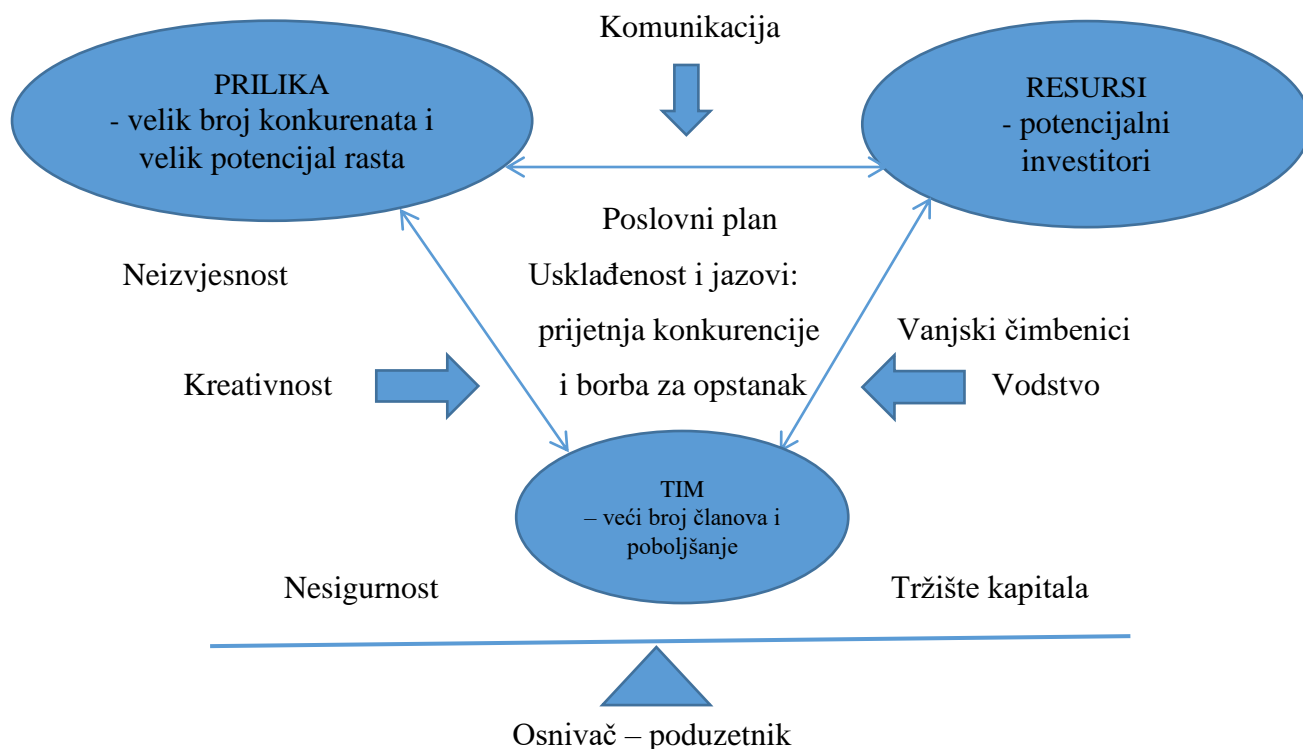 Komunikacija
PRILIKA
- velik broj konkurenata i
velik potencijal rasta
RESURSI
- potencijalni
investitori
Poslovni plan
Neizvjesnost
Usklađenost i jazovi:
prijetnja konkurencije
Vanjski čimbenici
Kreativnost
i borba za opstanak
Vodstvo
TIM
– veći broj članova i
poboljšanje
Nesigurnost
Tržište kapitala
Osnivač – poduzetnik